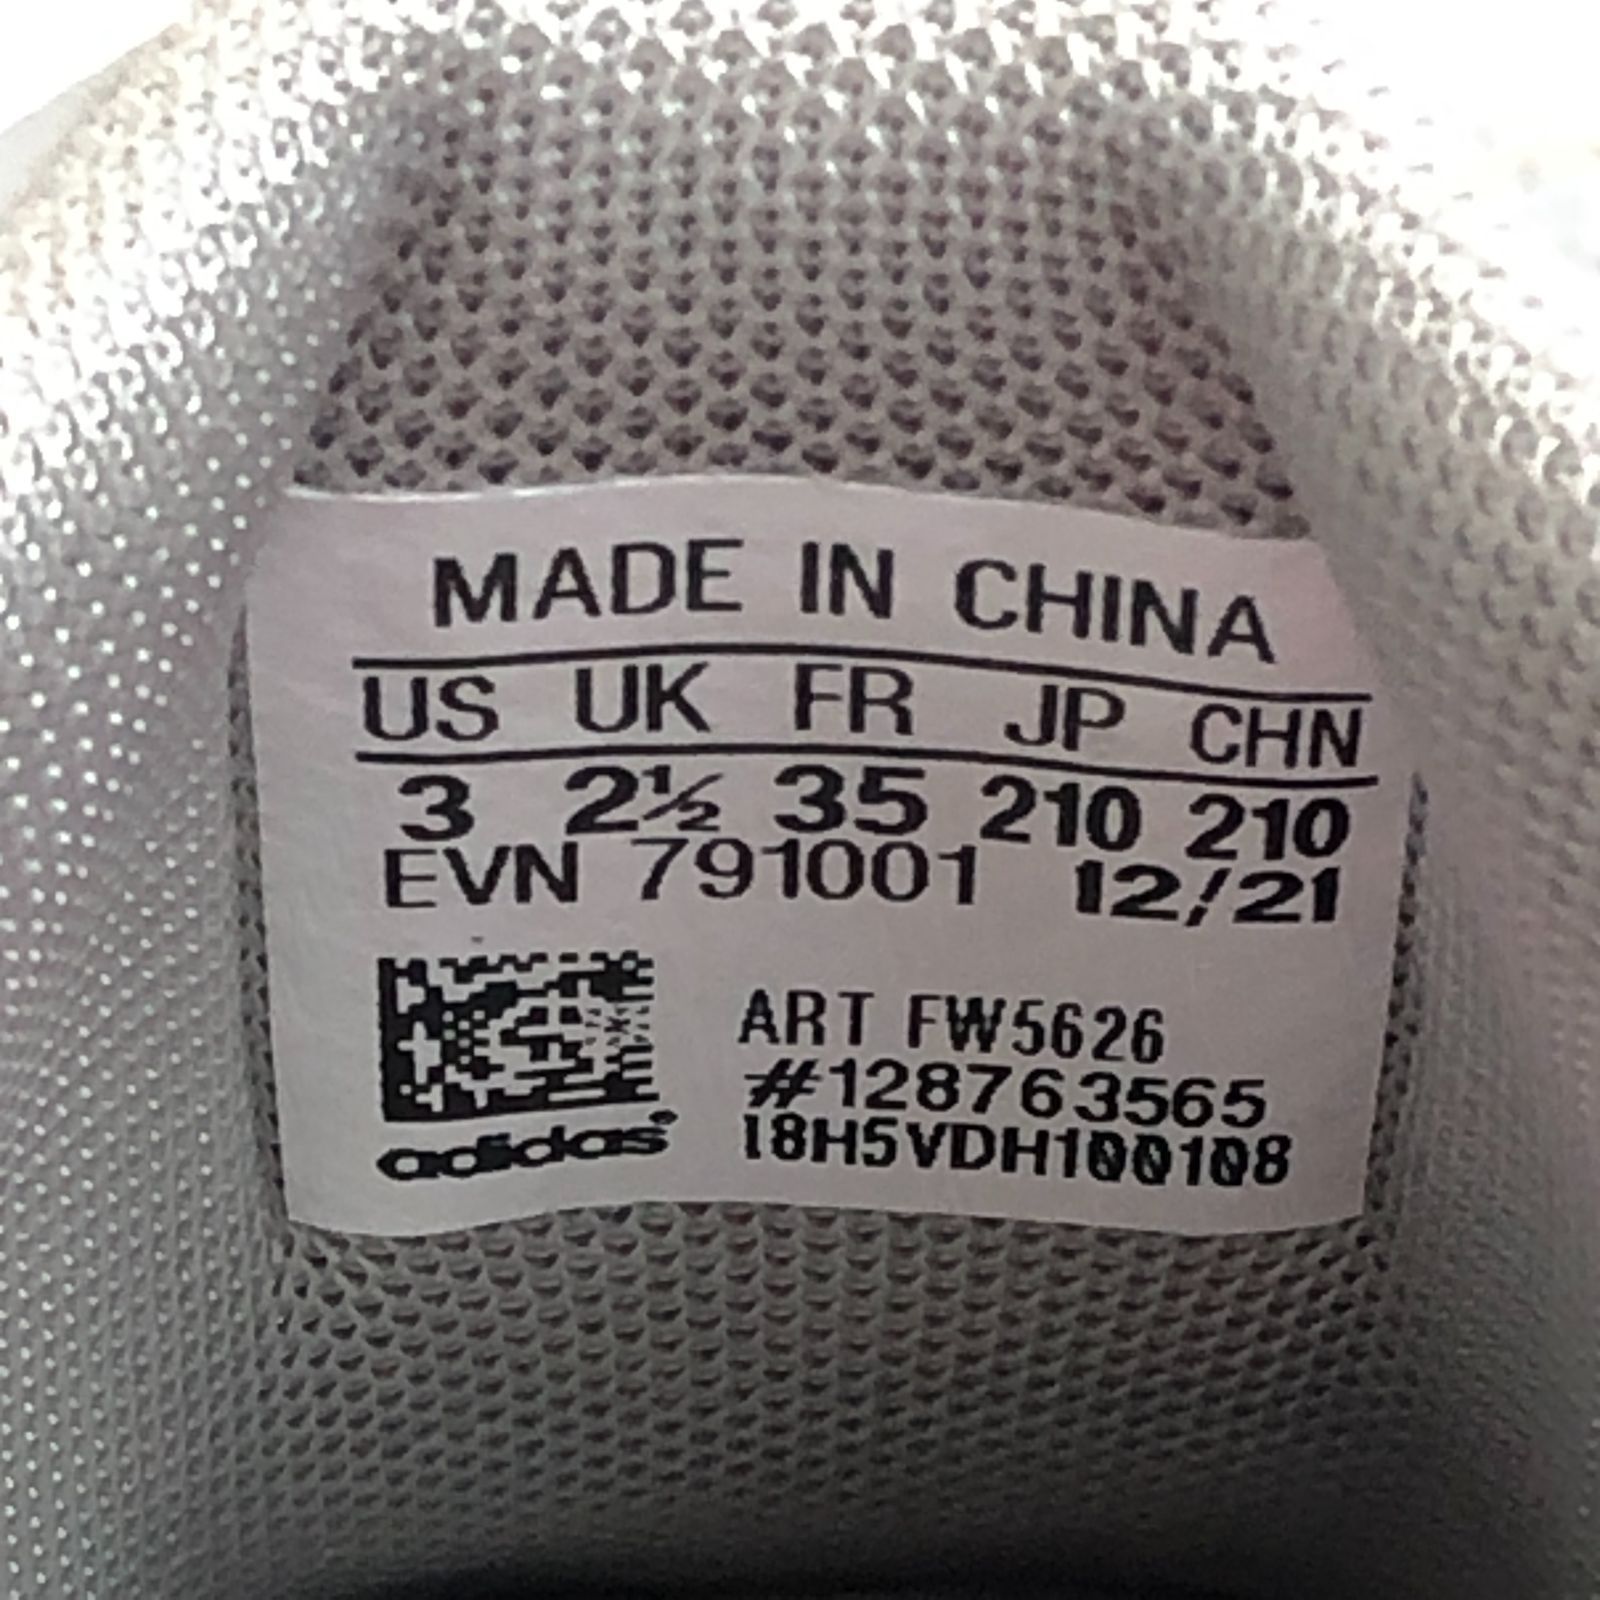 MADE IN CHINA
US UK FR JP CHN
3 2½ 35 210 210
EVN 791001 12/21
ART FW5626
#128763565
adidas®
18H5VDH100108